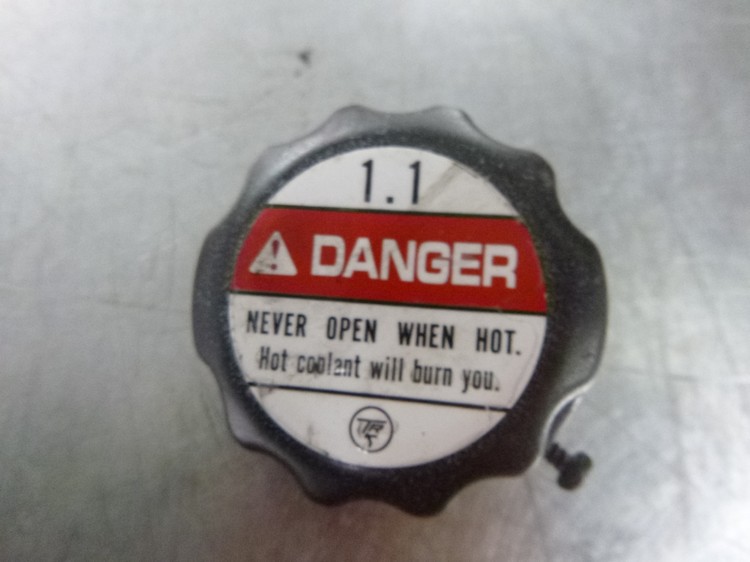 1.1
DANGER
NEVER OPEN WHEN HOT.
Hot coolant will burn you.